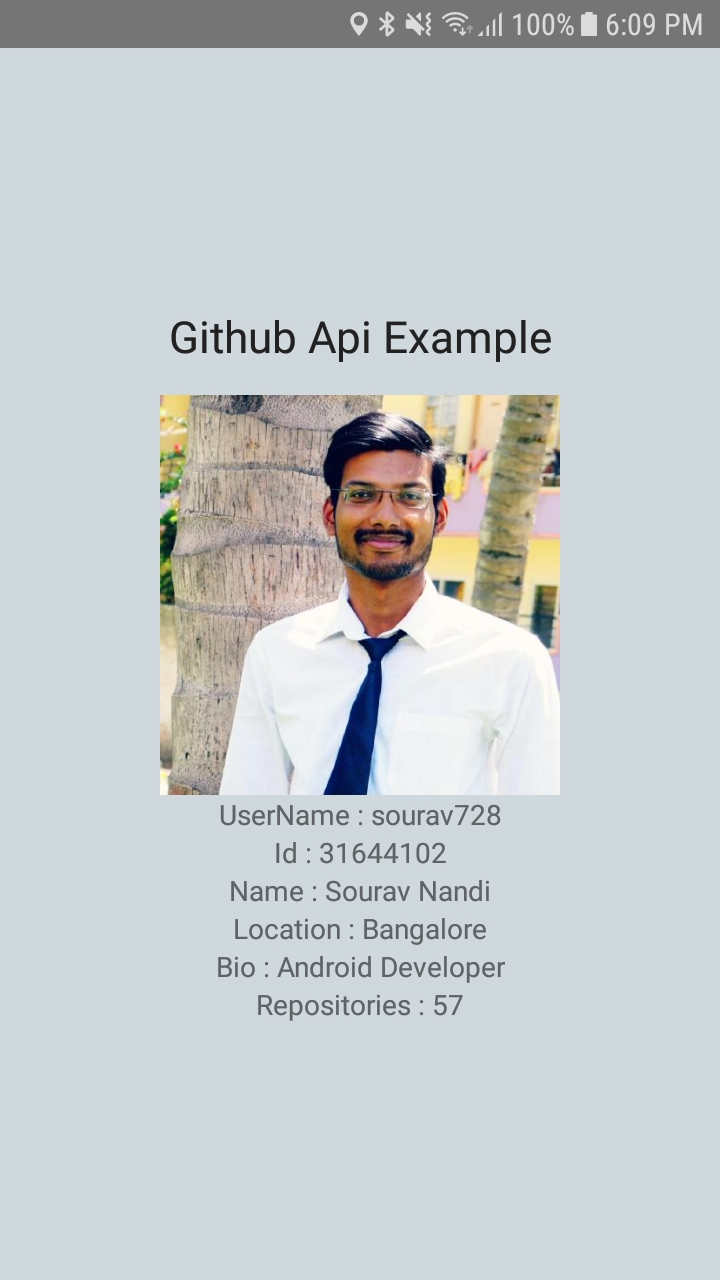 100% 6:09 PM
Github Api Example
UserName : sourav728
Id : 31644102
Name : Sourav Nandi
Location : Bangalore
Bio : Android Developer
Repositories : 57